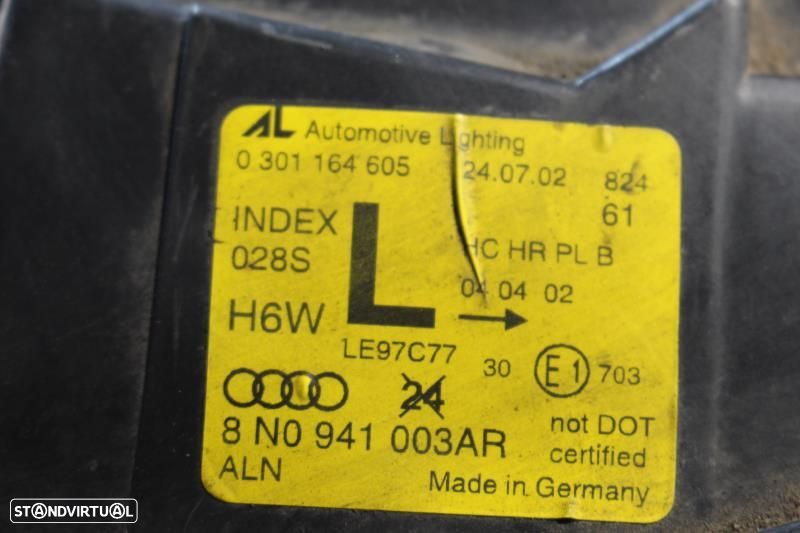 AL Automotive Lighting
0 301 164 605 24.07.02 824
61
INDEX
028S
L
HC HR PL B
04 04 02
H6W
LE97C77 30 E1 703
24
8 N0 941 003AR
not DOT
certified
ALN
Made in Germany
STANDVIRTUAL